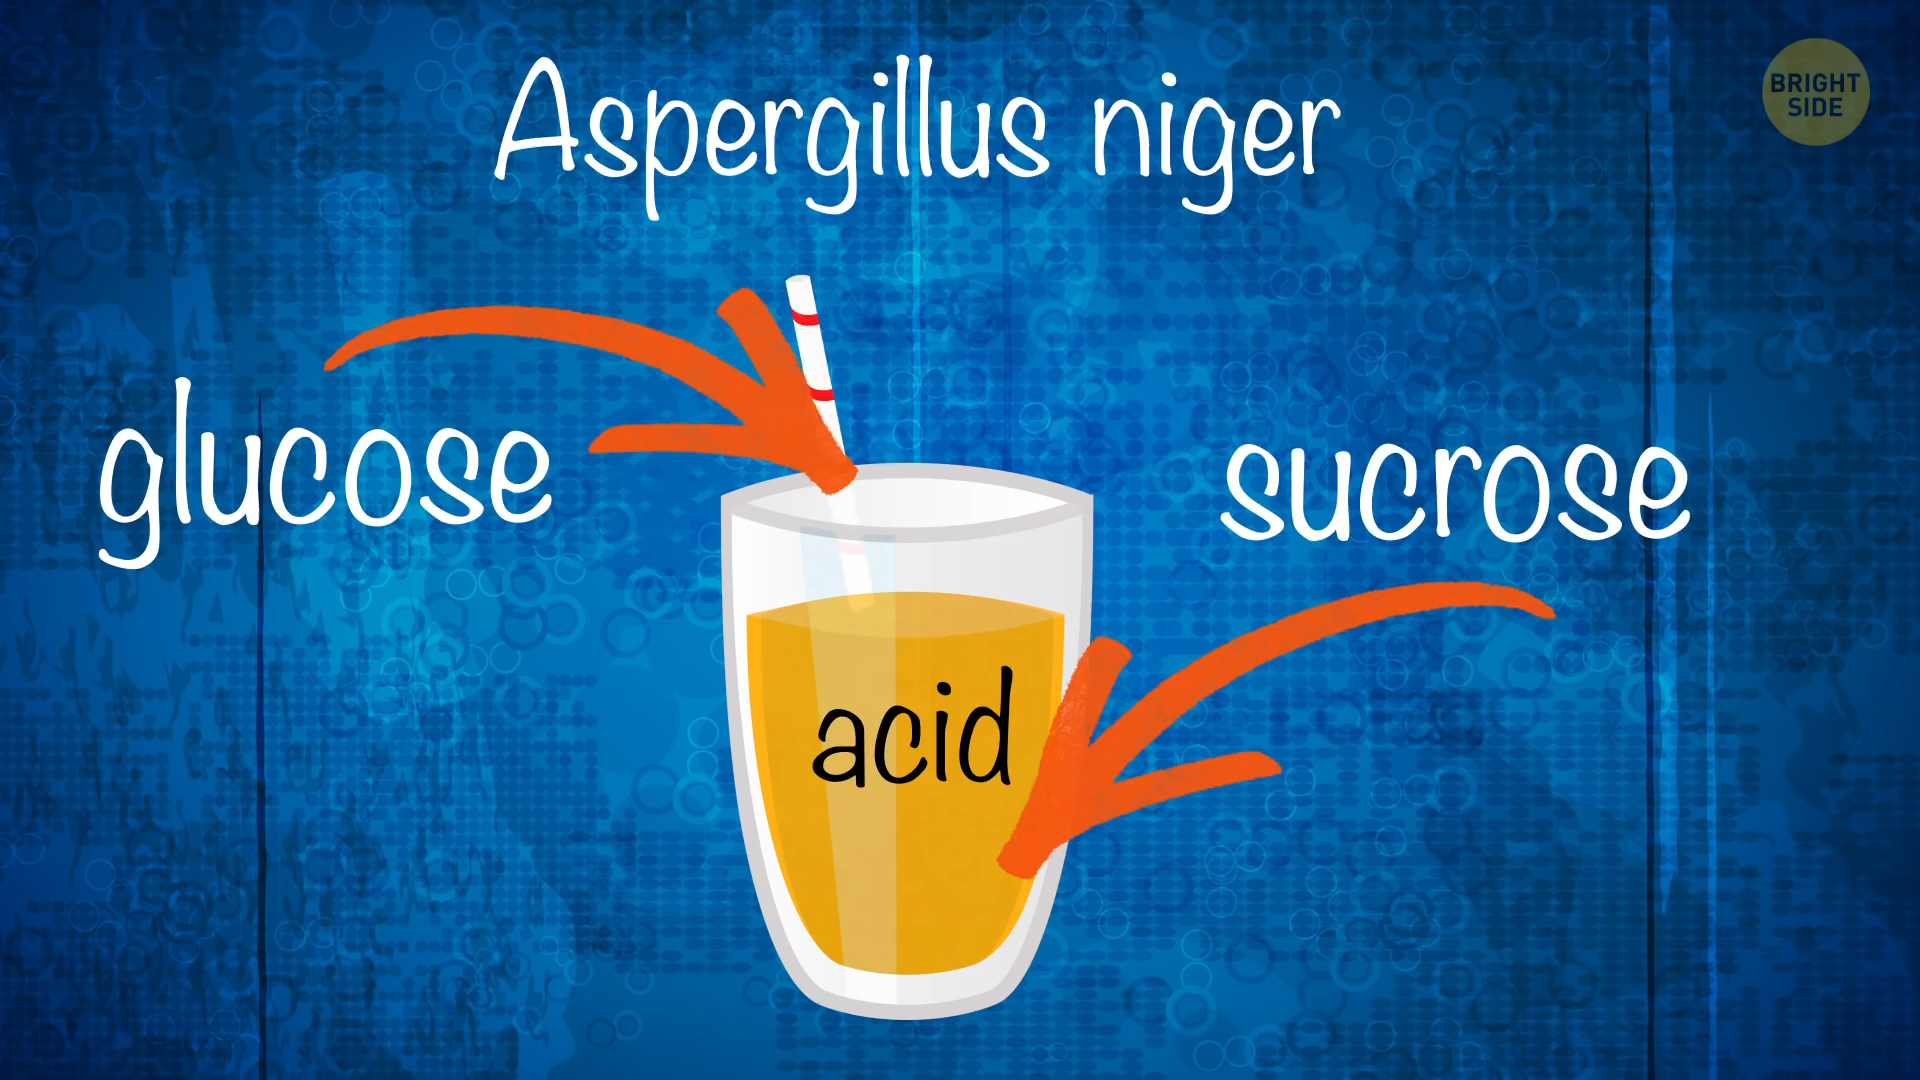 Aspergillus niger
BRIGHT
SIDE
glucose
sucrose
acid